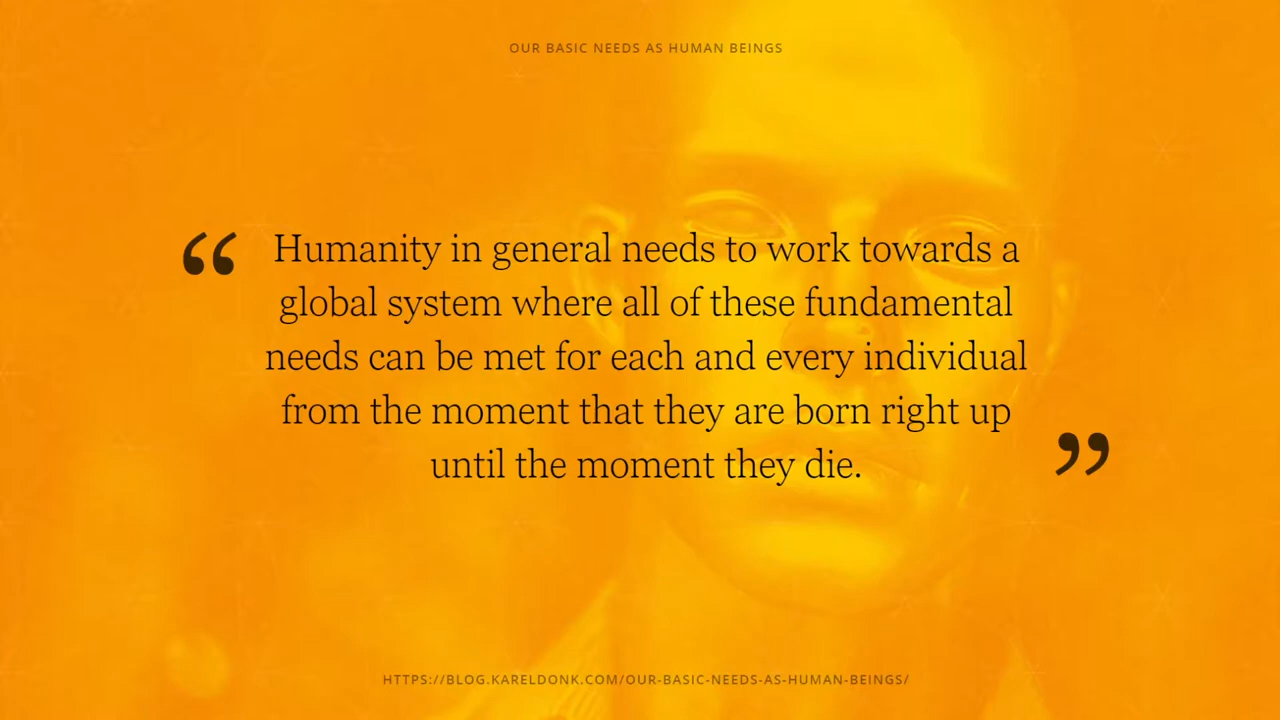 OUR BASIC NEEDS AS HUMAN BEINGS
“ Humanity in general needs to work towards a
global system where all of these fundamental
needs can be met for each and every individual
from the moment that they are born right up
until the moment they die. ”
HTTPS://BLOG.KARELDONK.COM/OUR-BASIC-NEEDS-AS-HUMAN-BEINGS/